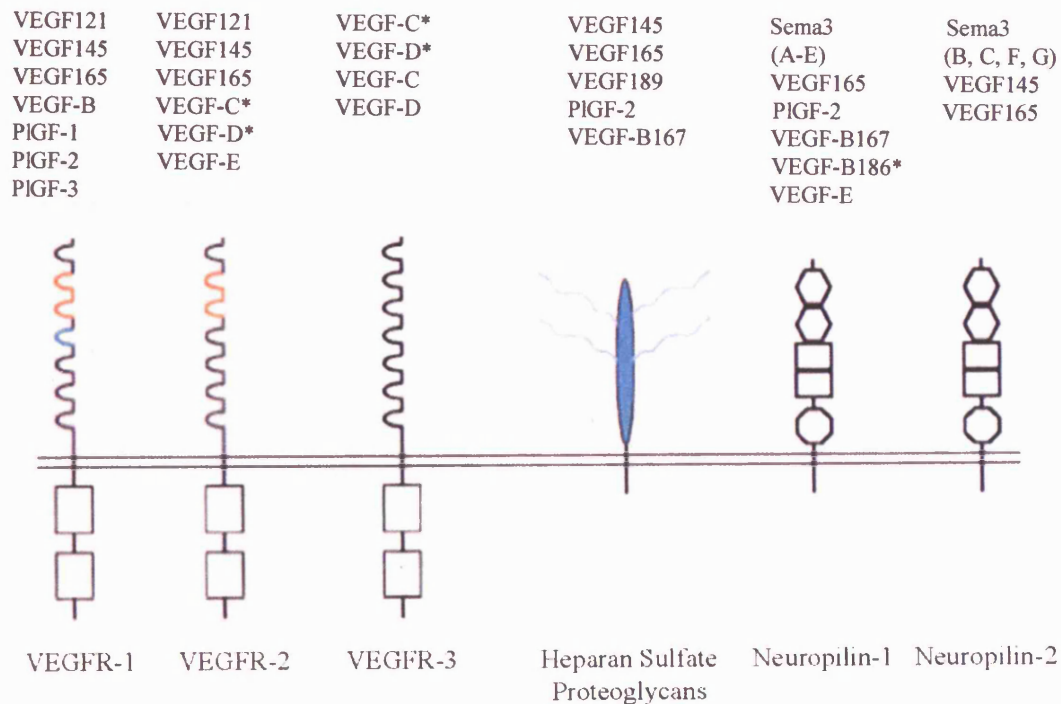 VEGF121
VEGF145
VEGF165
VEGF-B
PlGF-1
PlGF-2
PlGF-3
VEGF121
VEGF145
VEGF165
VEGF-C*
VEGF-D*
VEGF-E
VEGF-C*
VEGF-D*
VEGF-C
VEGF-D
VEGF145
VEGF165
VEGF189
PlGF-2
VEGF-B167
Sema3
(A-E)
VEGF165
PlGF-2
VEGF-B167
VEGF-B186*
VEGF-E
Sema3
(B, C, F, G)
VEGF145
VEGF165
VEGFR-1
VEGFR-2
VEGFR-3
Heparan Sulfate
Proteoglycans
Neuropilin-1
Neuropilin-2